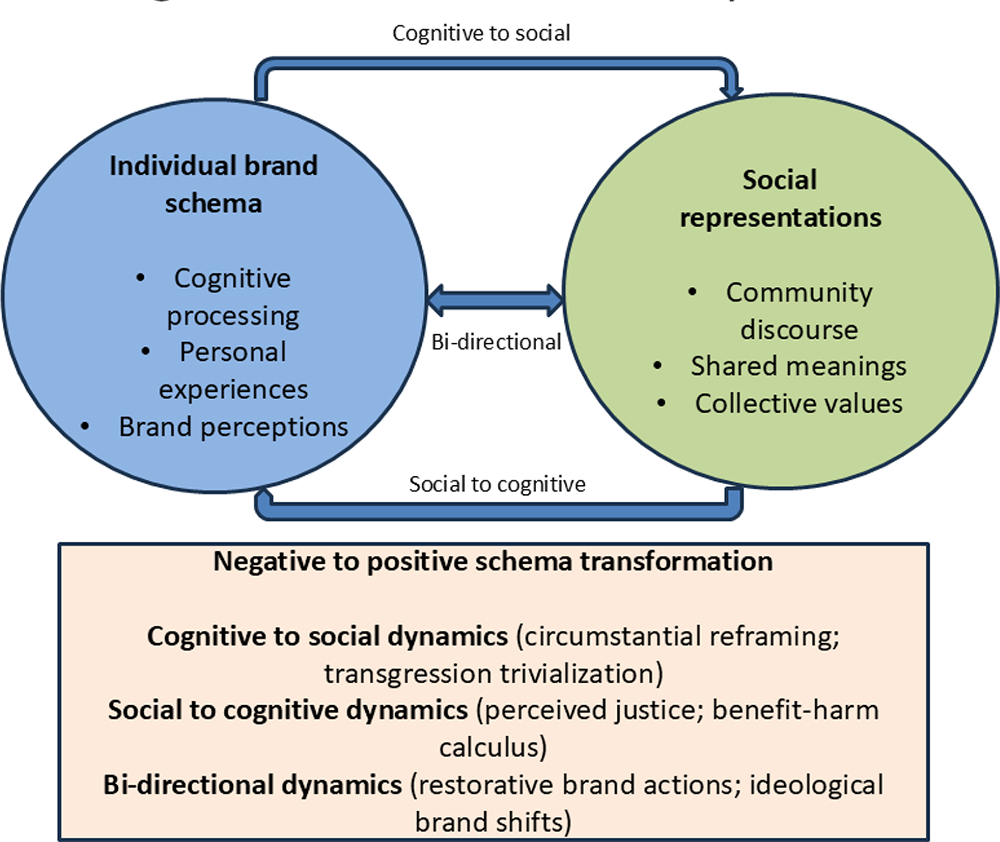 Cognitive to social
Individual brand
schema
• Cognitive
processing
• Personal
experiences
• Brand perceptions
Bi-directional
Social
representations
• Community
discourse
• Shared meanings
• Collective values
Social to cognitive
Negative to positive schema transformation
Cognitive to social dynamics (circumstantial reframing;
transgression trivialization)
Social to cognitive dynamics (perceived justice; benefit-harm
calculus)
Bi-directional dynamics (restorative brand actions; ideological
brand shifts)